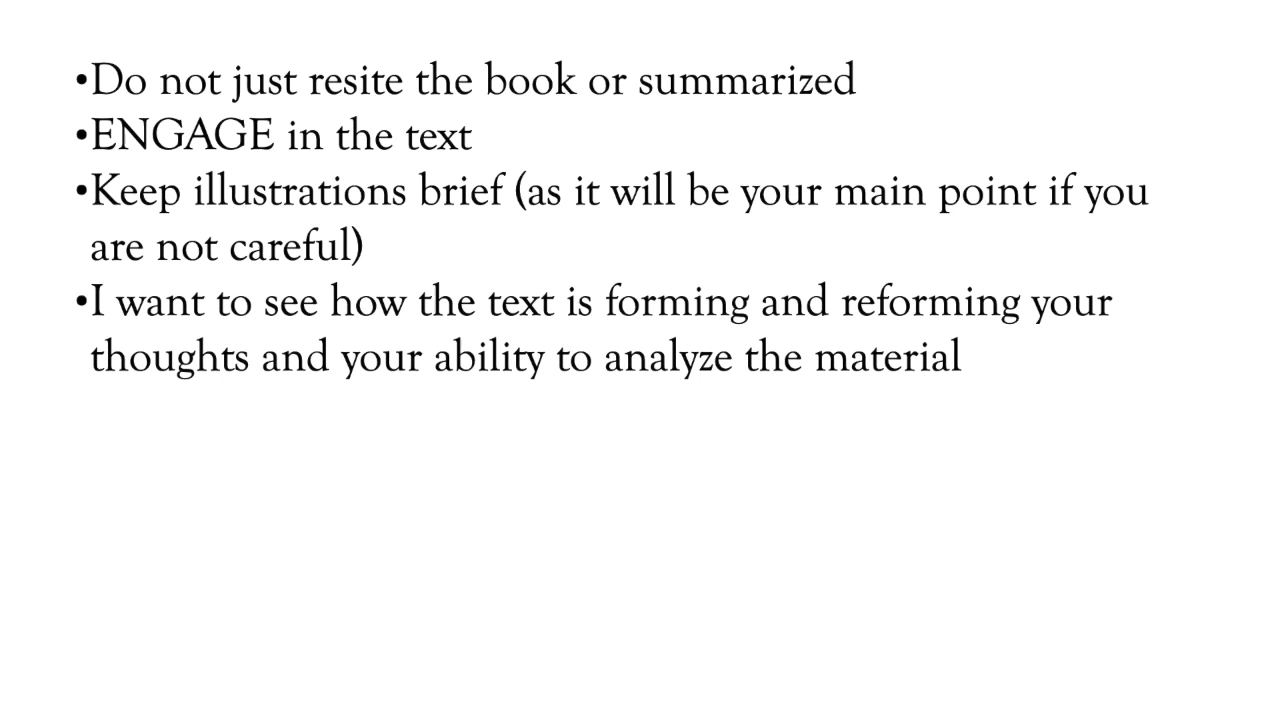 •Do not just resite the book or summarized
•ENGAGE in the text
•Keep illustrations brief (as it will be your main point if you
are not careful)
•I want to see how the text is forming and reforming your
thoughts and your ability to analyze the material